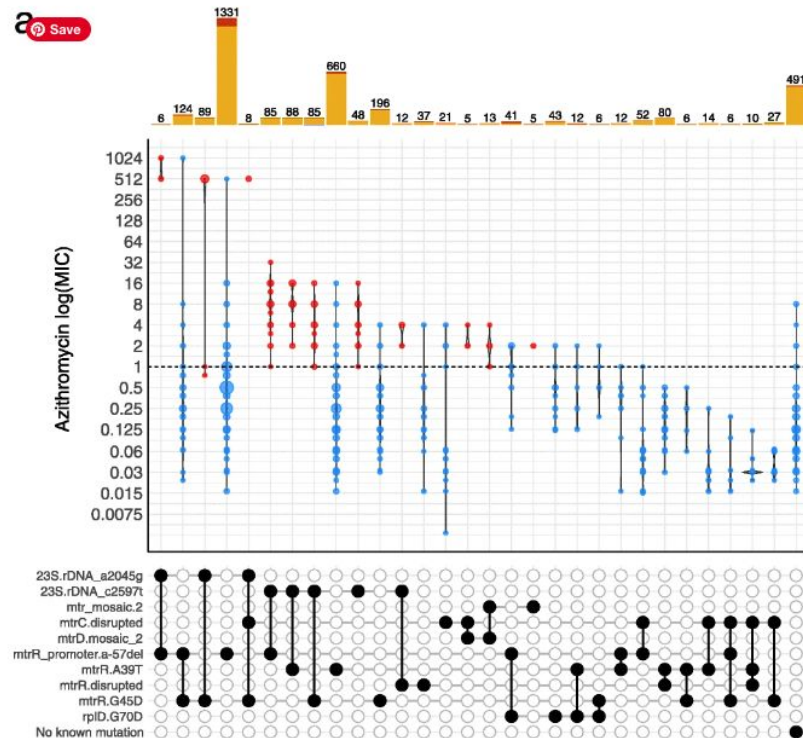 a
Save
1331
660
491
6 124 89 8 85 88 85 48 196 12 37 21 5 13 41 5 43 12 6 12 52 80 6 14 6 10 27
1024
512
256
128
64
32
16
8
4
2
1
0.5
0.25
0.125
0.06
0.03
0.015
0.0075
Azithromycin log(MIC)
23S.rDNA_a2045g
23S.rDNA_c2597t
mtr_mosaic.2
mtrC.disrupted
mtrD.mosaic_2
mtrR_promoter.a-57del
mtrR.A39T
mtrR.disrupted
mtrR.G45D
rplD.G70D
No known mutation